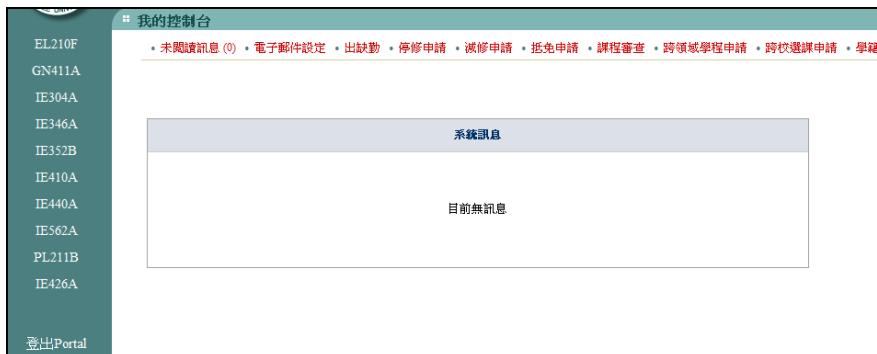 我的控制台
未閱讀訊息 (0) 電子郵件設定 出缺勤 停修申請 減修申請 抵免申請 課程審查 跨領域學程申請 跨校選課申請
EL210F
GN411A
IE304A
IE346A
IE352B
IE410A
IE440A
IE562A
PL211B
IE426A
登出Portal
系統訊息
目前無訊息